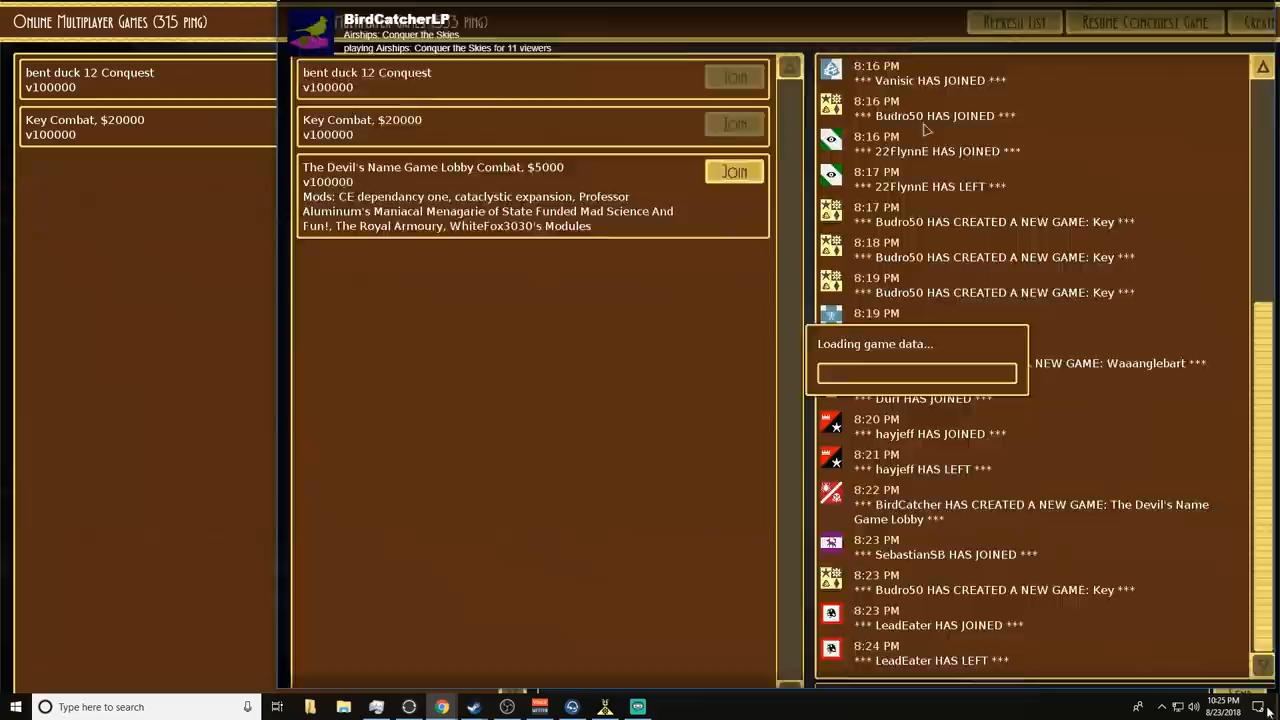 ONLINE MULTIPLAYER GAMES (315 PING)
BirdCatcherLP
Airships: Conquer the Skies
playing Airships: Conquer the Skies for 11 viewers
PING)
REFRESH LIST
bent duck 12 Conquest
v100000
Key Combat, $20000
v100000
bent duck 12 Conquest
v100000
JOIN
Key Combat, $20000
v100000
JOIN
The Devil's Name Game Lobby Combat, $5000
v100000
Mods: CE dependancy one, cataclystic expansion, Professor
Aluminum's Maniacal Menagarie of State Funded Mad Science And
Fun!, The Royal Armoury, WhiteFox3030's Modules
JOIN
8:16 PM
*** Vanisic HAS JOINED ***
8:16 PM
*** Budro50 HAS JOINED ***
8:16 PM
*** 22FlynnE HAS JOINED ***
8:17 PM
*** 22FlynnE HAS LEFT ***
8:17 PM
*** Budro50 HAS CREATED A NEW GAME: Key ***
8:18 PM
*** Budro50 HAS CREATED A NEW GAME: Key ***
8:19 PM
*** Budro50 HAS CREATED A NEW GAME: Key ***
8:19 PM
Loading game data...
NEW GAME: Waaanglebart ***
HAS JOINED ***
8:20 PM
*** hayjeff HAS JOINED ***
8:21 PM
*** hayjeff HAS LEFT ***
8:22 PM
*** BirdCatcher HAS CREATED A NEW GAME: The Devil's Name
Game Lobby ***
8:23 PM
*** SebastianSB HAS JOINED ***
8:23 PM
*** Budro50 HAS CREATED A NEW GAME: Key ***
8:23 PM
*** LeadEater HAS JOINED ***
8:24 PM
*** LeadEater HAS LEFT ***
Type here to search
10:25 PM
8/23/2018